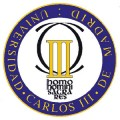 : UNIVERSIDAD · CARLOS III · DE MADRID
homo
homini
sacra
res